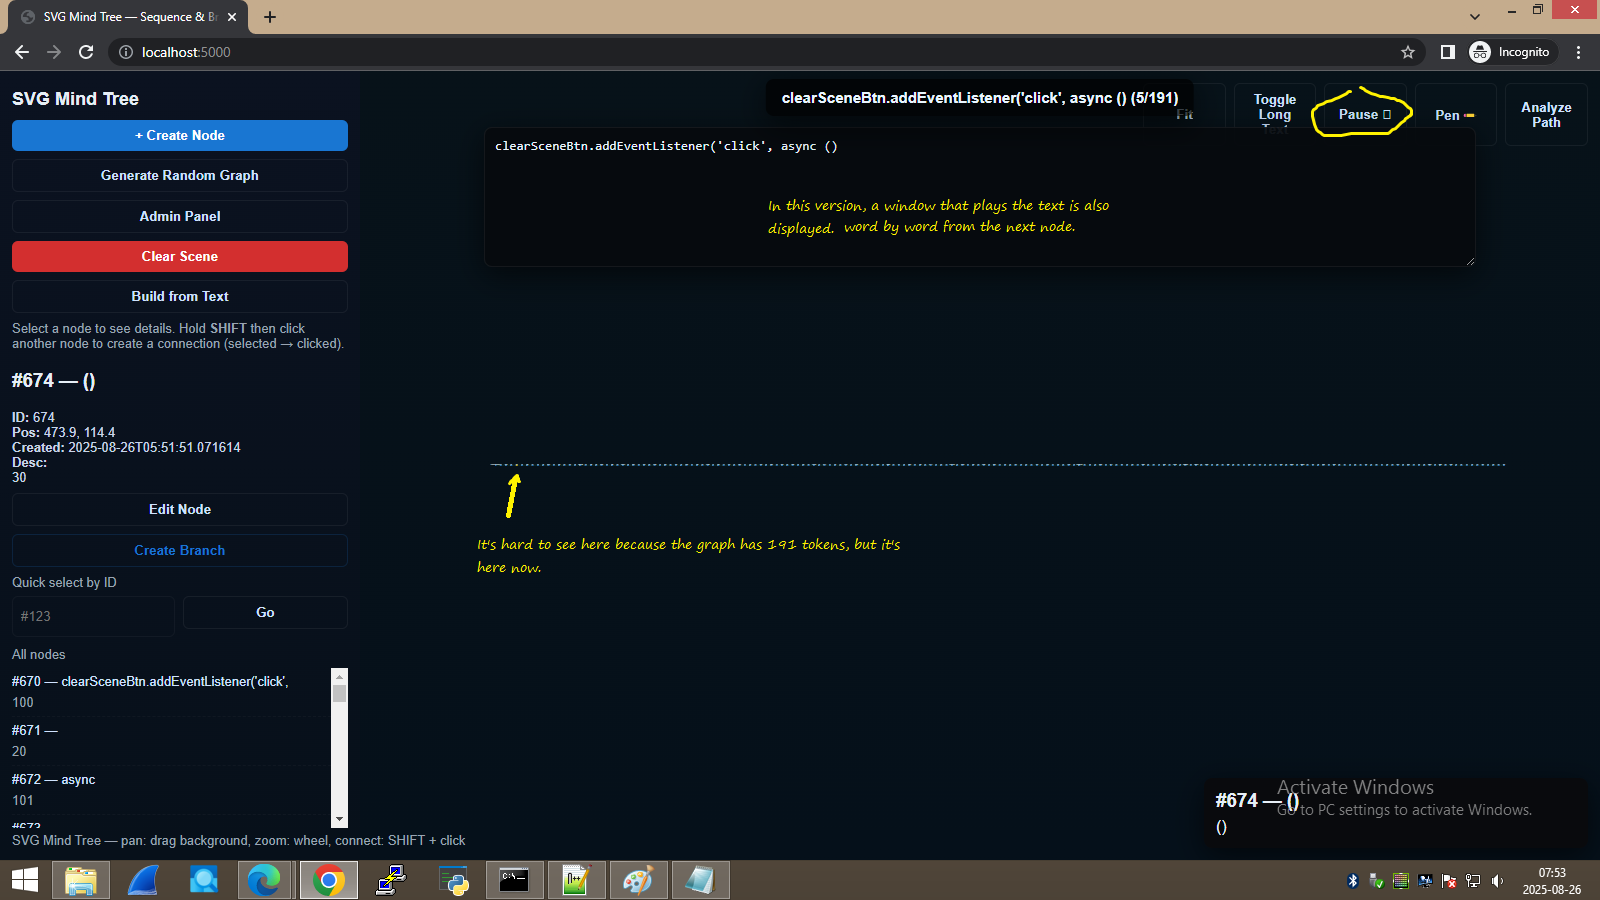 SVG Mind Tree — Sequence & Br
localhost:5000
Incognito
SVG Mind Tree
+ Create Node
Generate Random Graph
Admin Panel
Clear Scene
Build from Text
Select a node to see details. Hold SHIFT then click
another node to create a connection (selected → clicked).
#674 — ()
ID: 674
Pos: 473.9, 114.4
Created: 2025-08-26T05:51:51.071614
Desc:
30
Edit Node
Create Branch
Quick select by ID
#123
Go
All nodes
#670 — clearSceneBtn.addEventListener('click',
100
#671 —
20
#672 — async
101
#673
SVG Mind Tree — pan: drag background, zoom: wheel, connect: SHIFT + click
clearSceneBtn.addEventListener('click', async () (5/191)
Fit
Toggle
Long
Text
Pause
Pen
Analyze
Path
clearSceneBtn.addEventListener('click', async ()
In this version, a window that plays the text is also
displayed. word by word from the next node.
It's hard to see here because the graph has 191 tokens, but it's
here now.
Activate Windows
Go to PC settings to activate Windows.
#674 — ()
()
07:53
2025-08-26